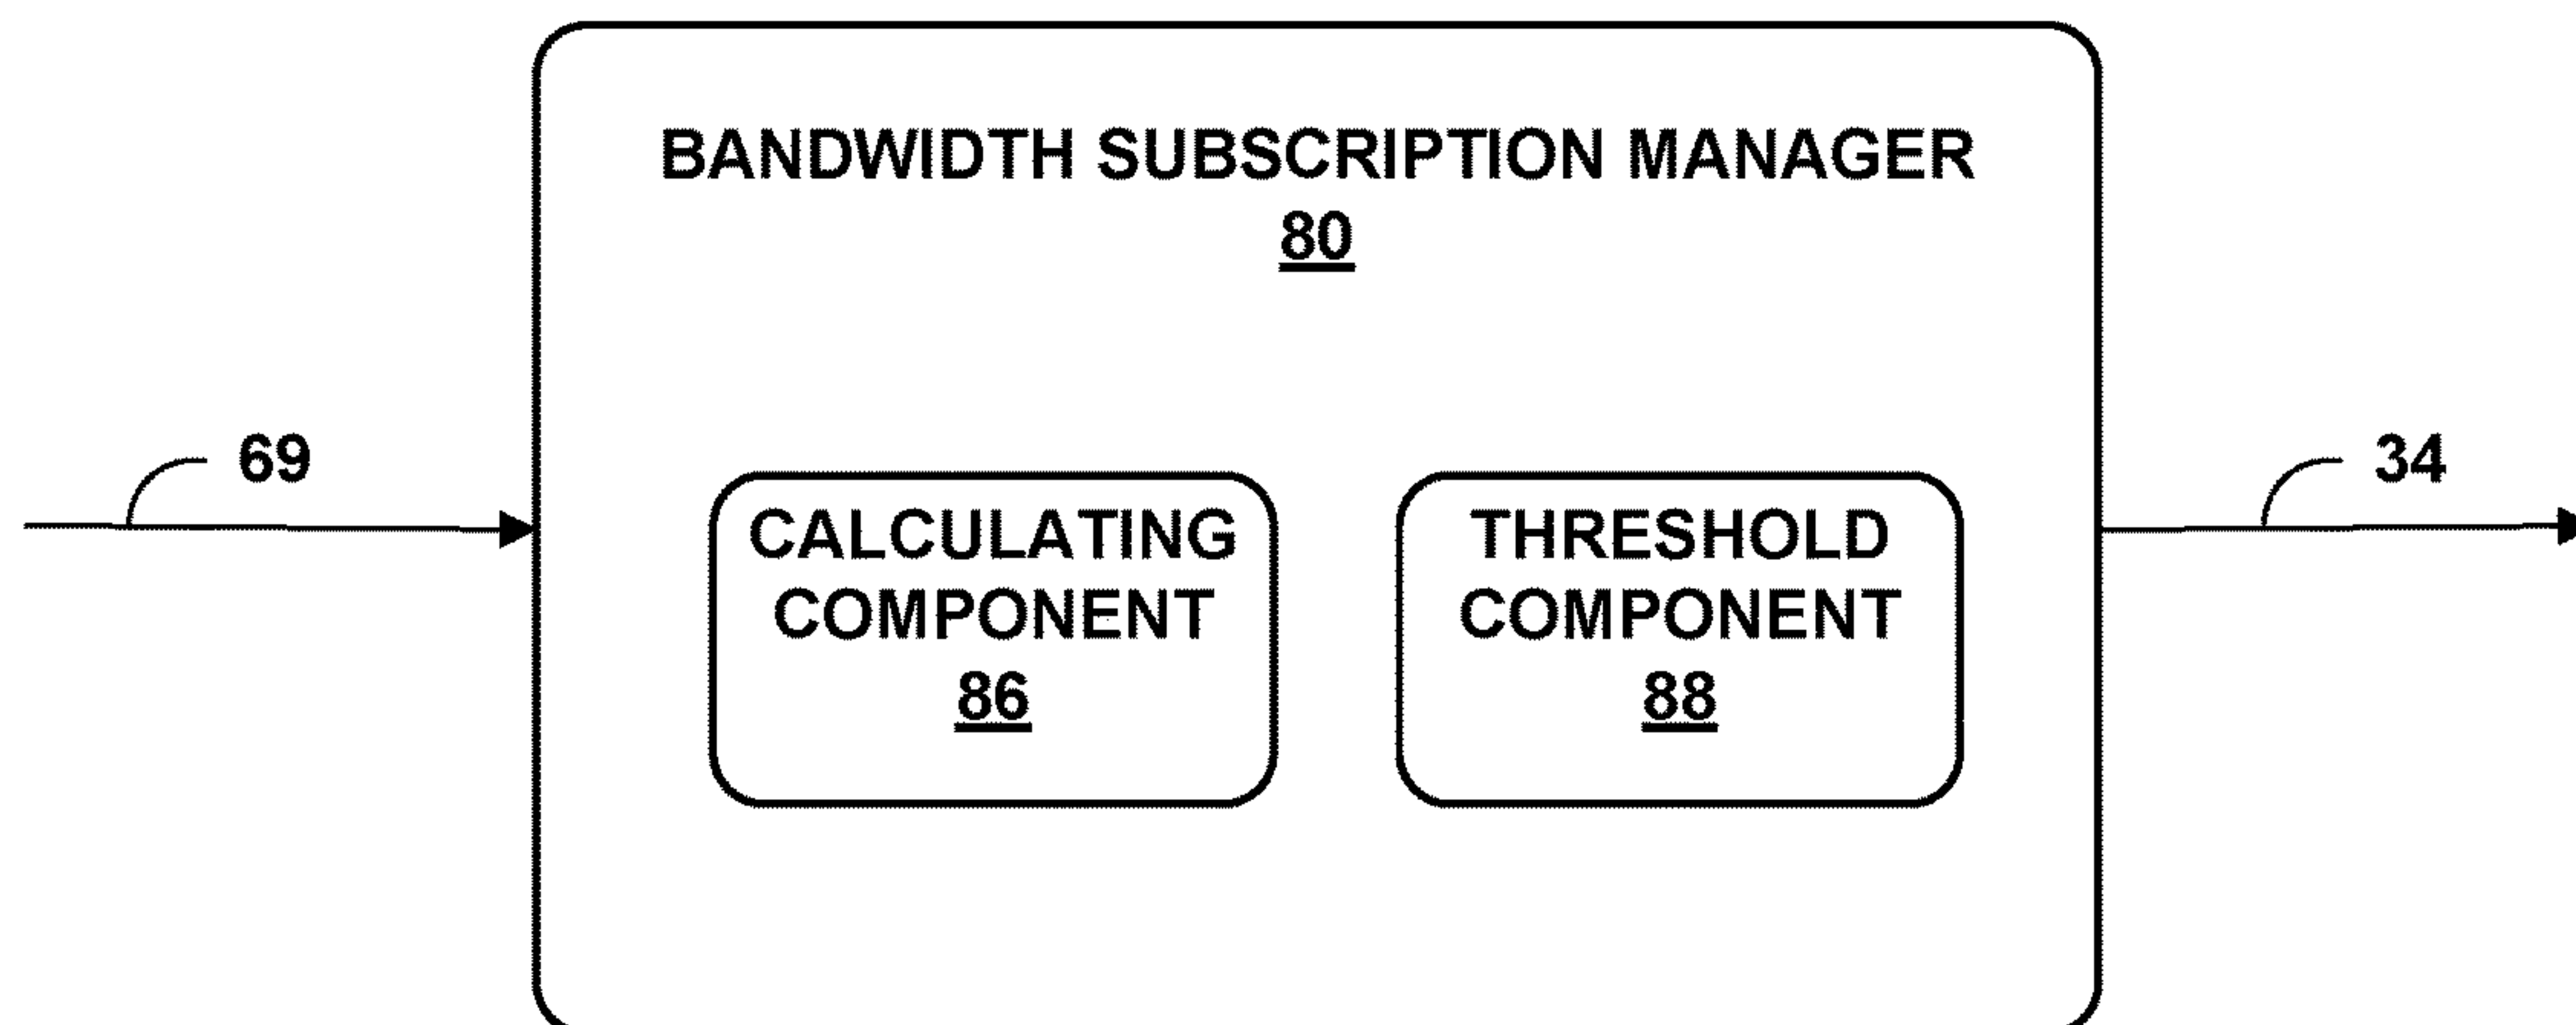 BANDWIDTH SUBSCRIPTION MANAGER
80
69
34
CALCULATING
COMPONENT
86
THRESHOLD
COMPONENT
88